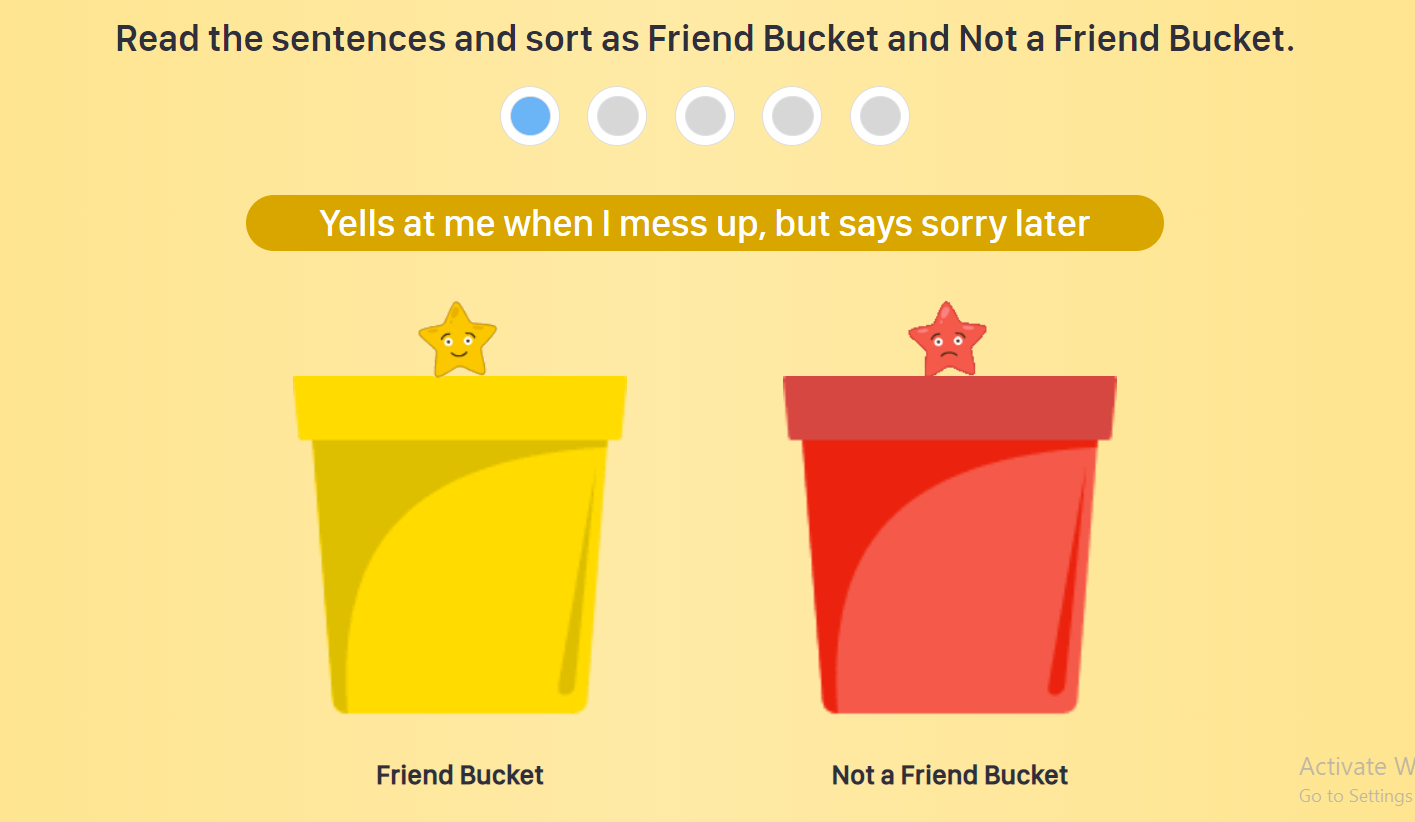 Read the sentences and sort as Friend Bucket and Not a Friend Bucket.
Yells at me when I mess up, but says sorry later
Friend Bucket
Not a Friend Bucket
Activate W
Go to Settings